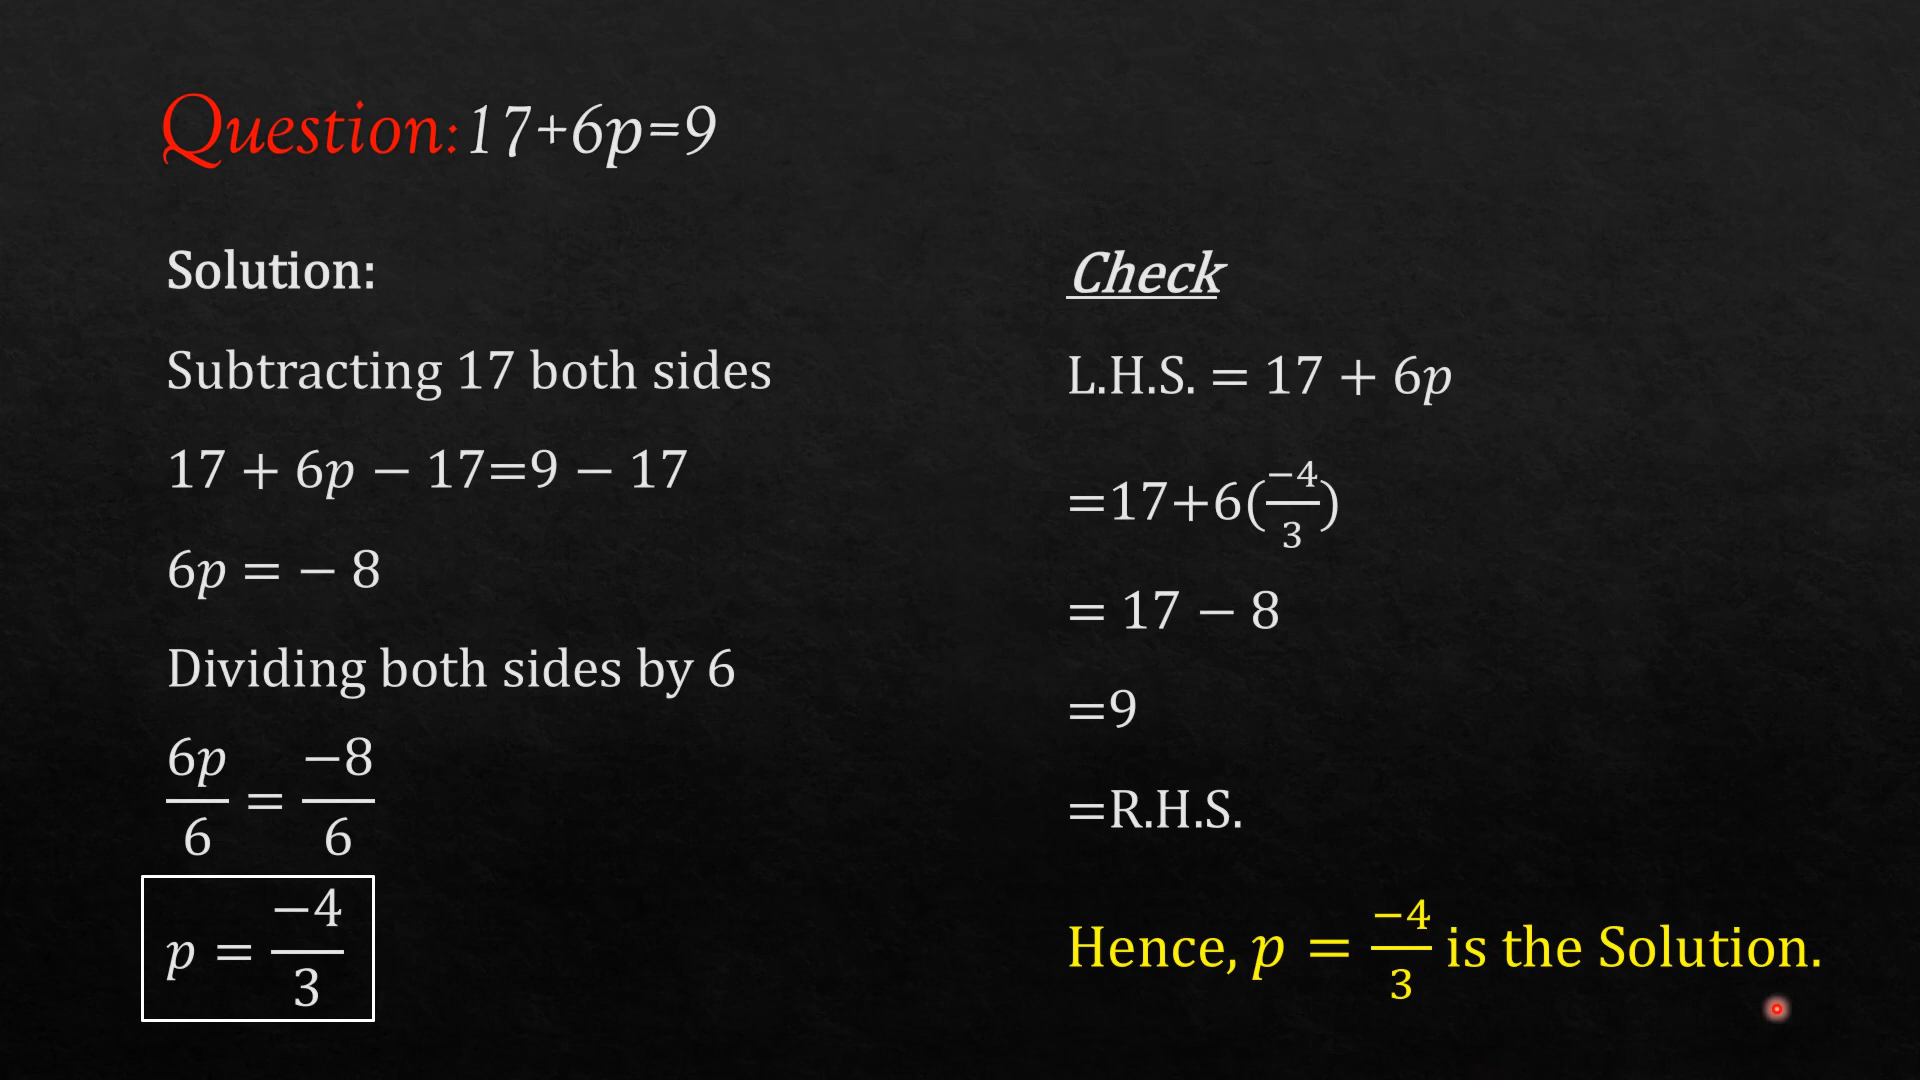 Question: 17+6p=9
Solution:
Subtracting 17 both sides
17 + 6p − 17=9 − 17
6p = − 8
Dividing both sides by 6
6p/6 = −8/6
p = −4/3
Check
L.H.S. = 17 + 6p
=17+6(−4/3)
= 17 − 8
=9
=R.H.S.
Hence, p = −4/3 is the Solution.